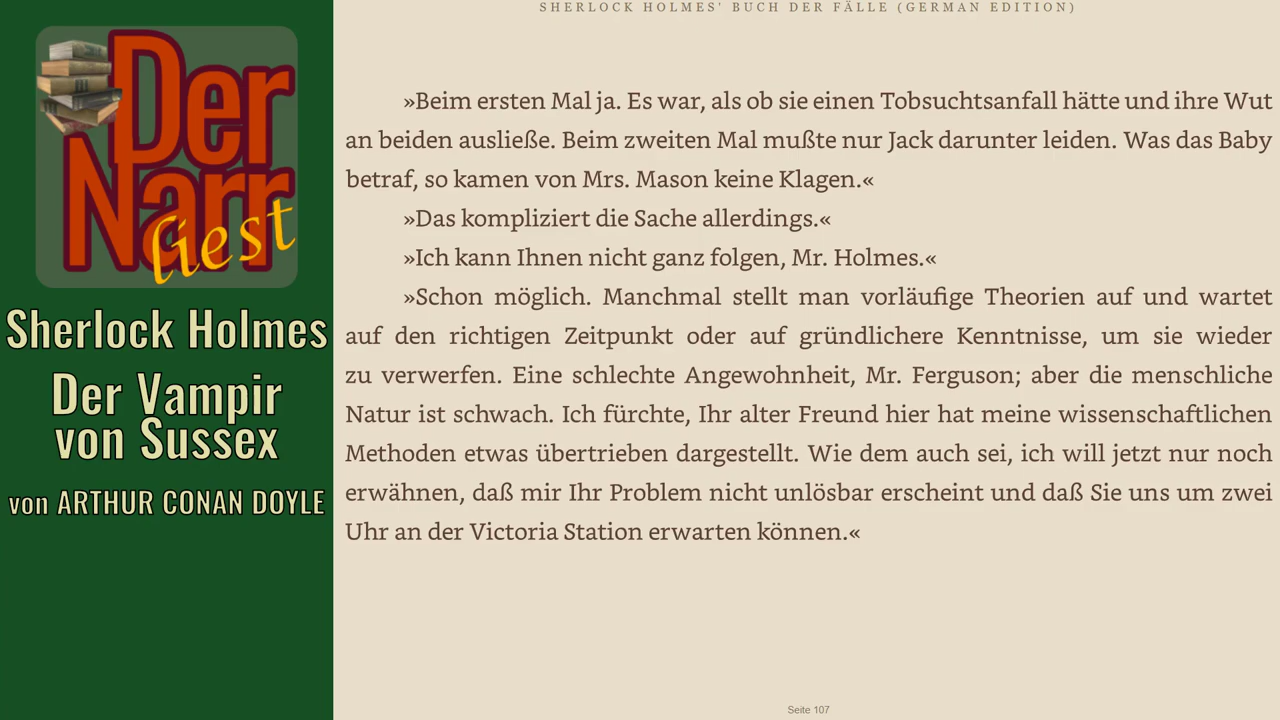 Der
Narr
liest
Sherlock Holmes
Der Vampir
von Sussex
von ARTHUR CONAN DOYLE
SHERLOCK HOLMES' BUCH DER FÄLLE (GERMAN EDITION)
»Beim ersten Mal ja. Es war, als ob sie einen Tobsuchtsanfall hätte und ihre Wut
an beiden ausließe. Beim zweiten Mal mußte nur Jack darunter leiden. Was das Baby
betraf, so kamen von Mrs. Mason keine Klagen.«
»Das kompliziert die Sache allerdings.«
»Ich kann Ihnen nicht ganz folgen, Mr. Holmes.«
»Schon möglich. Manchmal stellt man vorläufige Theorien auf und wartet
auf den richtigen Zeitpunkt oder auf gründlichere Kenntnisse, um sie wieder
zu verwerfen. Eine schlechte Angewohnheit, Mr. Ferguson; aber die menschliche
Natur ist schwach. Ich fürchte, Ihr alter Freund hier hat meine wissenschaftlichen
Methoden etwas übertrieben dargestellt. Wie dem auch sei, ich will jetzt nur noch
erwähnen, daß mir Ihr Problem nicht unlösbar erscheint und daß Sie uns um zwei
Uhr an der Victoria Station erwarten können.«
Seite 107